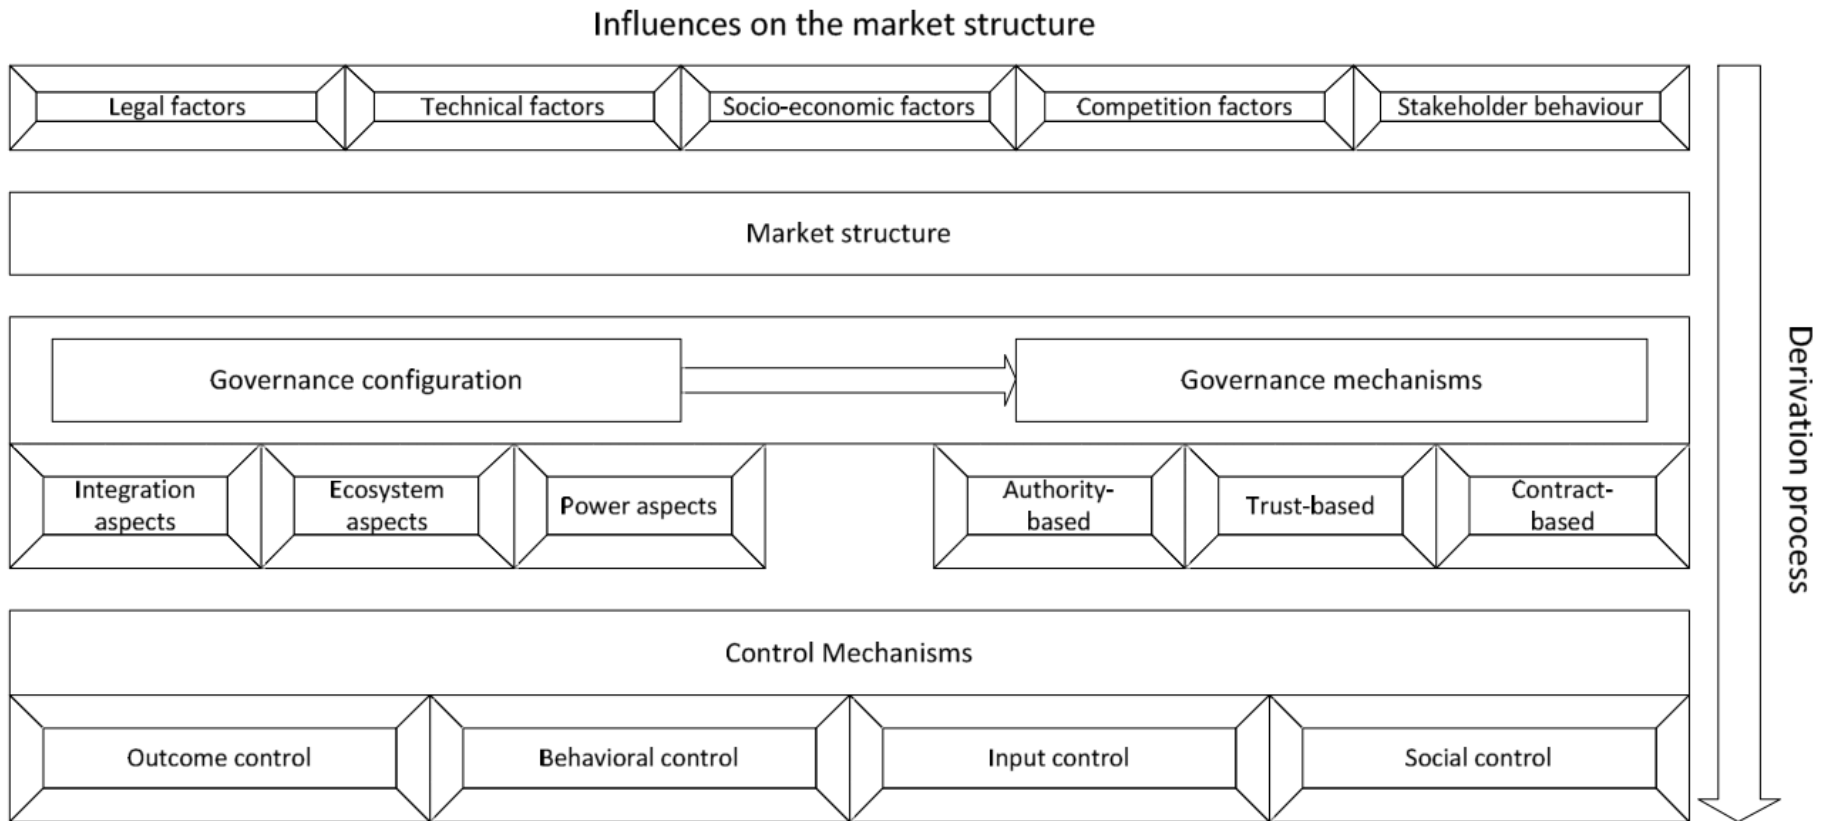 Influences on the market structure
Legal factors
Technical factors
Socio-economic factors
Competition factors
Stakeholder behaviour
Market structure
Governance configuration
Governance mechanisms
Integration
aspects
Ecosystem
aspects
Power aspects
Authority-
based
Trust-based
Contract-
based
Control Mechanisms
Outcome control
Behavioral control
Input control
Social control
Derivation process